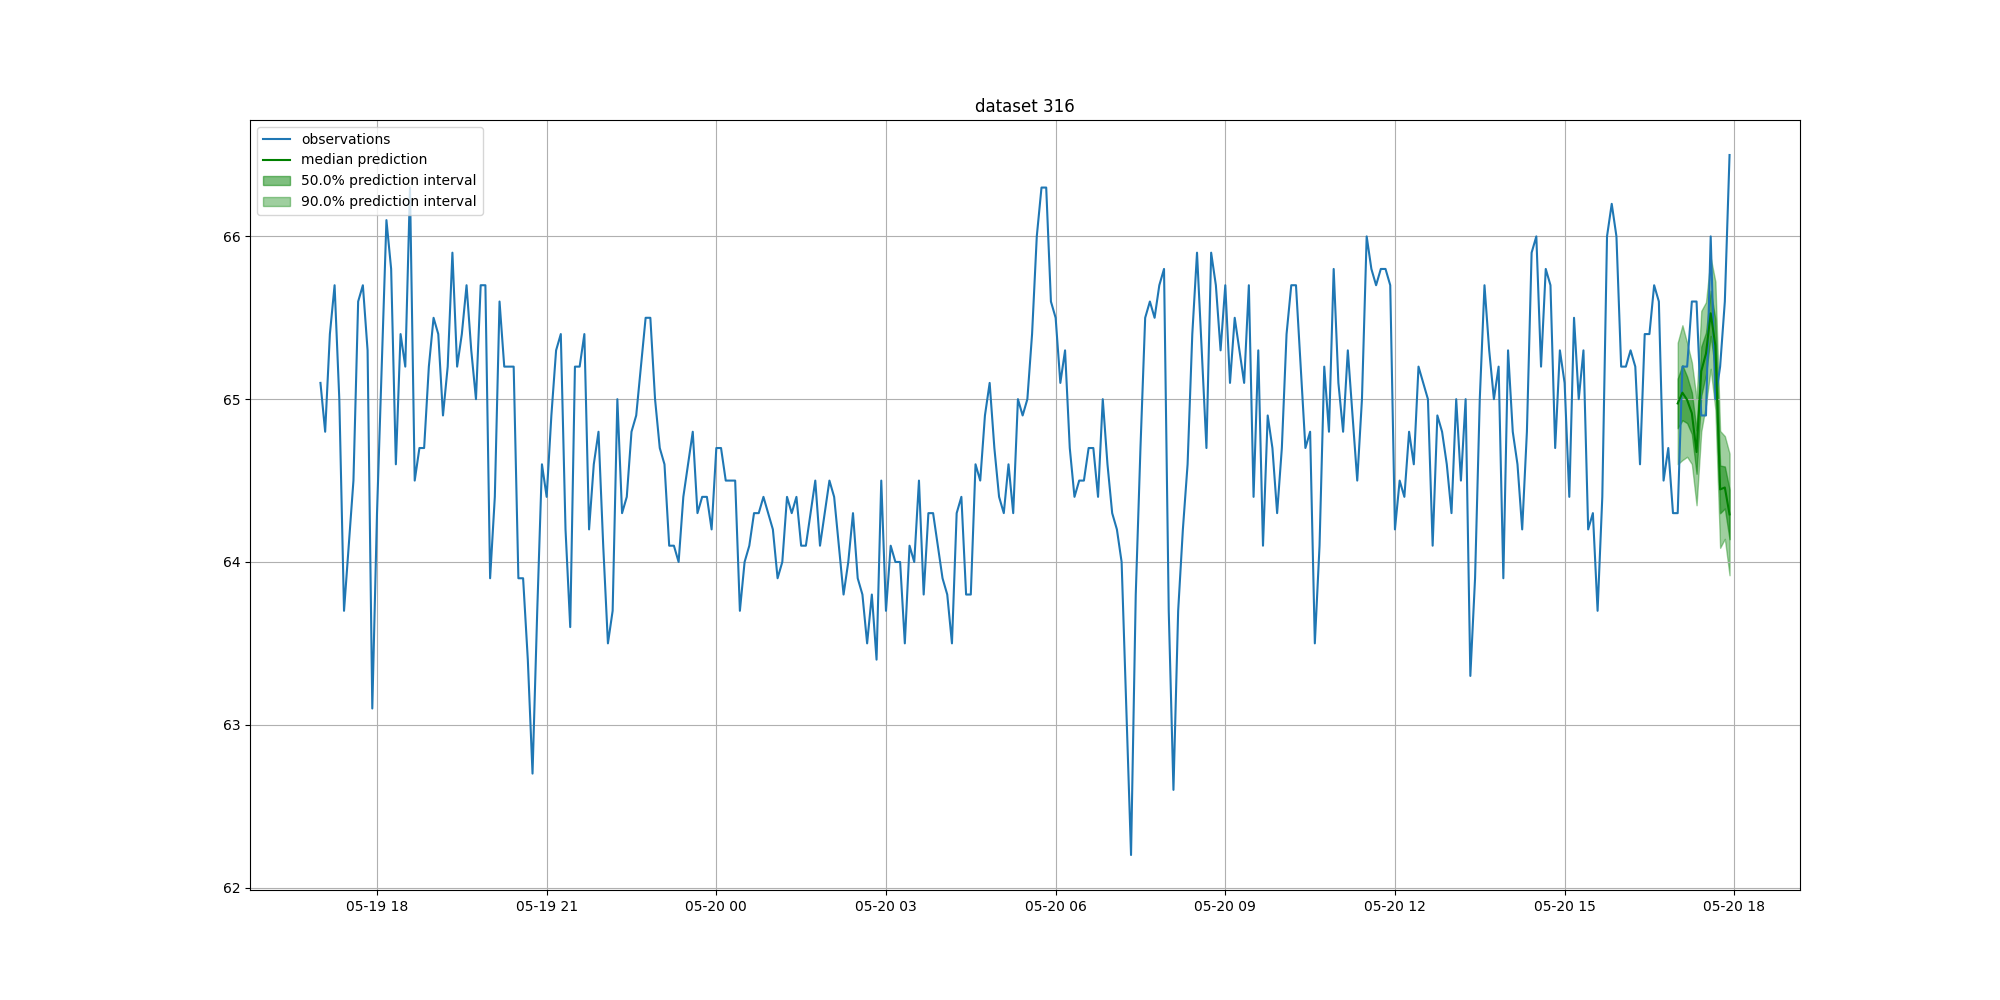 dataset 316
observations
median prediction
50.0% prediction interval
90.0% prediction interval
66
65
64
63
62
05-19 18
05-19 21
05-20 00
05-20 03
05-20 06
05-20 09
05-20 12
05-20 15
05-20 18